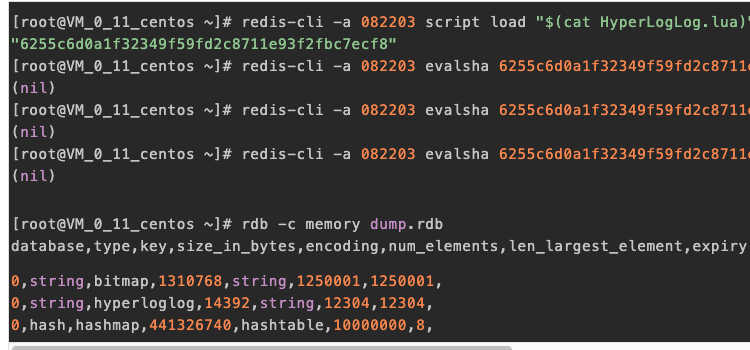 [root@VM_0_11_centos ~]# redis-cli -a 082203 script load "$(cat HyperLogLog.lua)"
"6255c6d0a1f32349f59fd2c8711e93f2fbc7ecf8"
[root@VM_0_11_centos ~]# redis-cli -a 082203 evalsha 6255c6d0a1f32349f59fd2c8711e
(nil)
[root@VM_0_11_centos ~]# redis-cli -a 082203 evalsha 6255c6d0a1f32349f59fd2c8711e
(nil)
[root@VM_0_11_centos ~]# redis-cli -a 082203 evalsha 6255c6d0a1f32349f59fd2c8711e
(nil)
[root@VM_0_11_centos ~]# rdb -c memory dump.rdb
database,type,key,size_in_bytes,encoding,num_elements,len_largest_element,expiry
0,string,bitmap,1310768,string,1250001,1250001,
0,string,hyperloglog,14392,string,12304,12304,
0,hash,hashmap,441326740,hashtable,10000000,8,